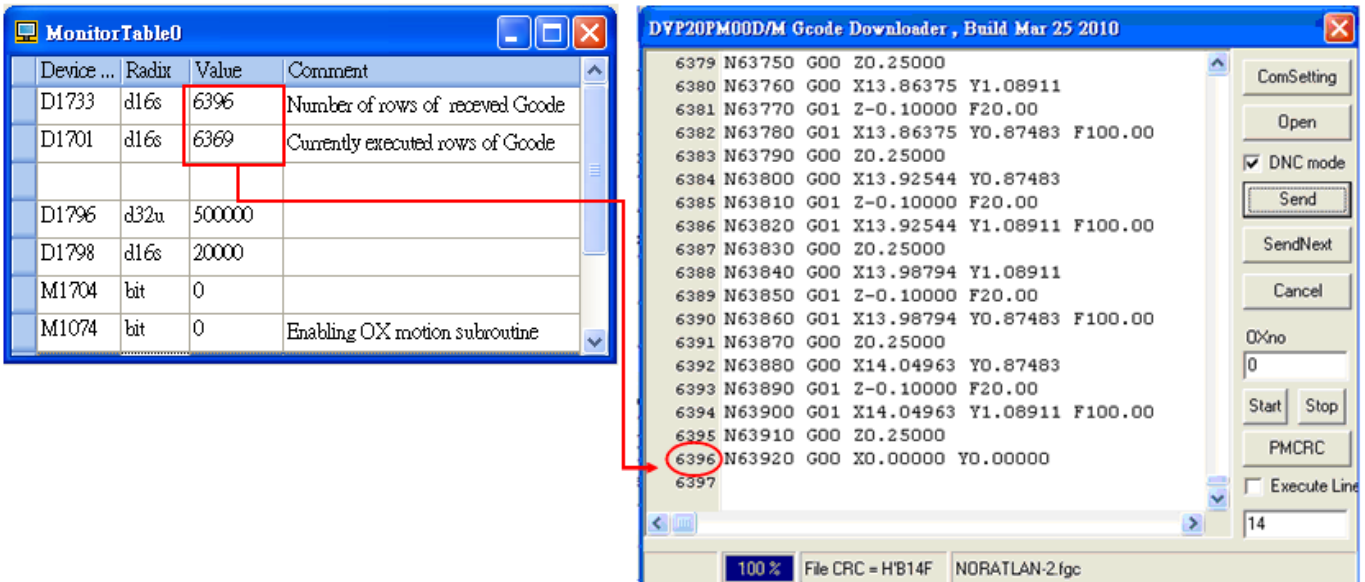 MonitorTable0
Device ... Radix Value Comment
D1733 d16s 6396 Number of rows of receved Gcode
D1701 d16s 6369 Currently executed rows of Gcode
D1796 d32u 500000
D1798 d16s 20000
M1704 bit 0
M1074 bit 0 Enabling OX motion subroutine
DVP20PM00D/M Gcode Downloader , Build Mar 25 2010
6379 N63750 G00 Z0.25000
6380 N63760 G00 X13.86375 Y1.08911
6381 N63770 G01 Z-0.10000 F20.00
6382 N63780 G01 X13.86375 Y0.87483 F100.00
6383 N63790 G00 Z0.25000
6384 N63800 G00 X13.92544 Y0.87483
6385 N63810 G01 Z-0.10000 F20.00
6386 N63820 G01 X13.92544 Y1.08911 F100.00
6387 N63830 G00 Z0.25000
6388 N63840 G00 X13.98794 Y1.08911
6389 N63850 G01 Z-0.10000 F20.00
6390 N63860 G01 X13.98794 Y0.87483 F100.00
6391 N63870 G00 Z0.25000
6392 N63880 G00 X14.04963 Y0.87483
6393 N63890 G01 Z-0.10000 F20.00
6394 N63900 G01 X14.04963 Y1.08911 F100.00
6395 N63910 G00 Z0.25000
6396 N63920 G00 X0.00000 Y0.00000
6397
ComSetting
Open
DNC mode
Send
SendNext
Cancel
OXno
0
Start Stop
PMCRC
Execute Line
14
100 % File CRC = H'B14F NORATLAN-2.fgc